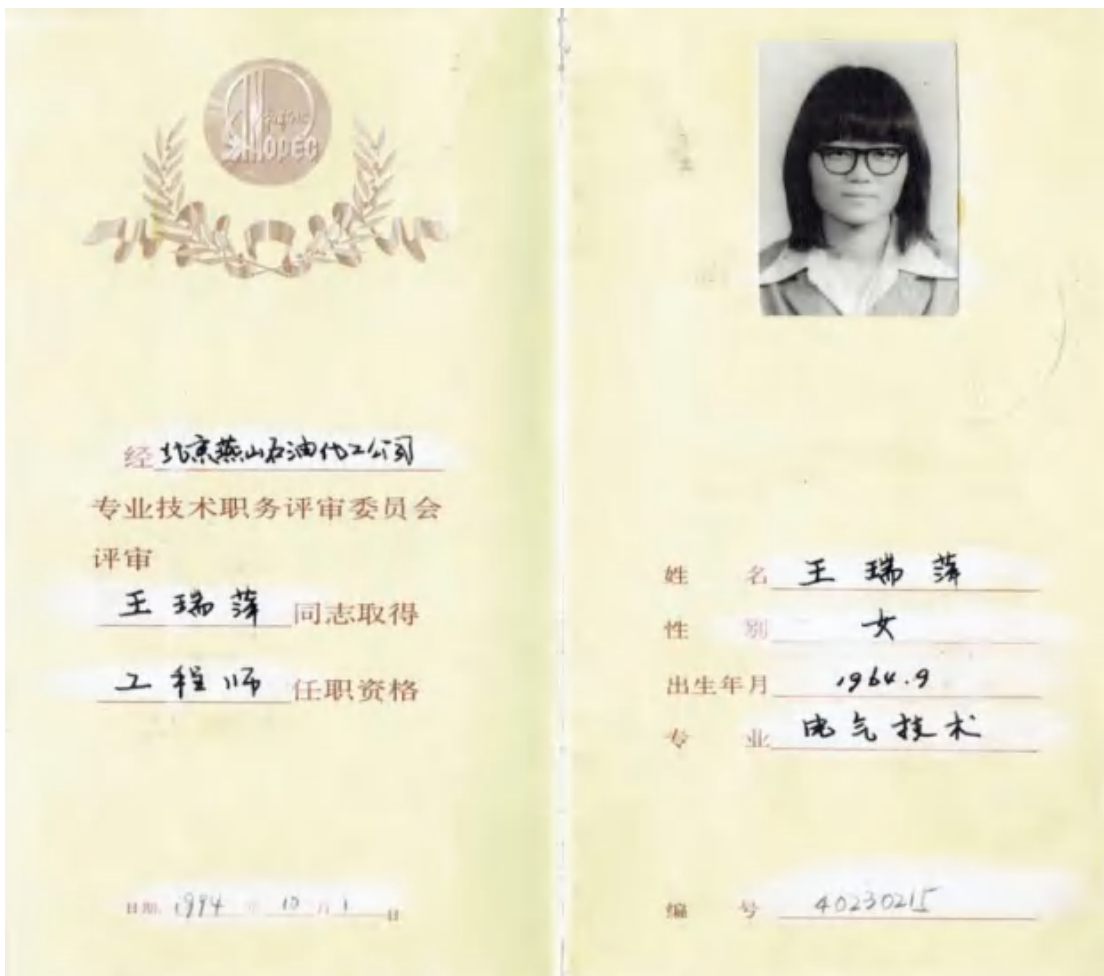 SINOPEC
经 北京燕山石油化工公司
专业技术职务评审委员会
评审
王瑞萍 同志取得
工程师 任职资格
日期 1994 年 10 月 1 日
姓 名 王瑞萍
性 别 女
出生年月 1964.9
专 业 电气技术
编 号 40230215